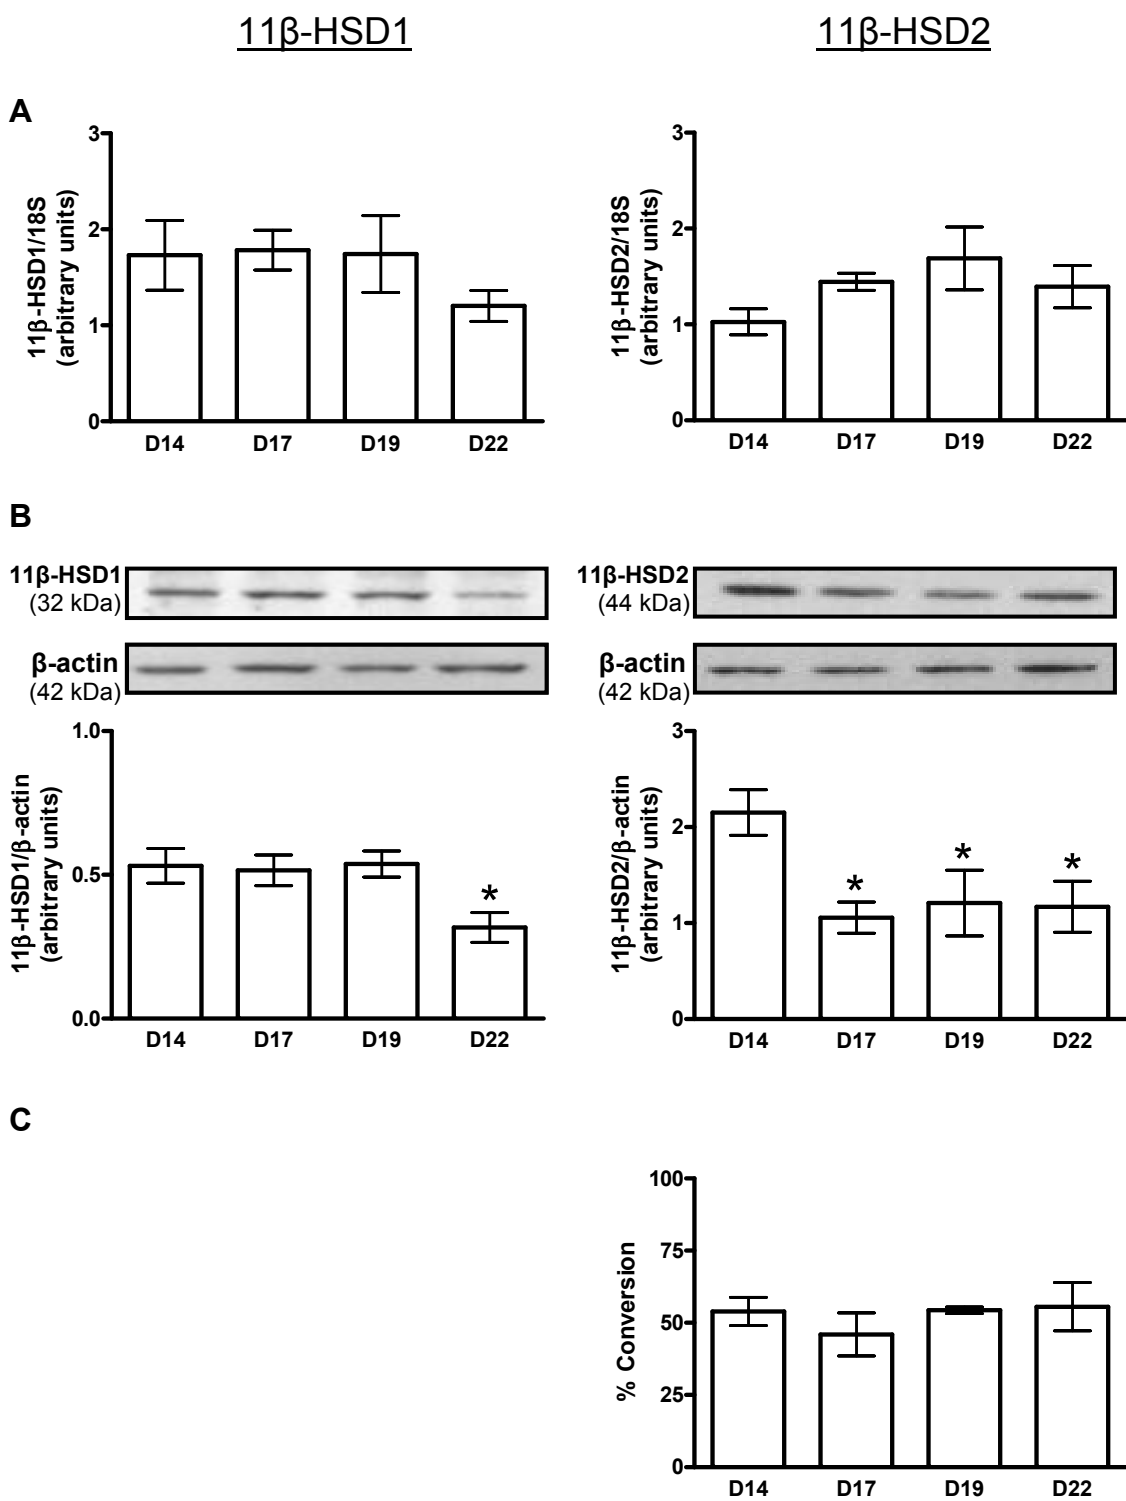 11β-HSD1
11β-HSD2
A
3
2
1
0
11β-HSD1/18S
(arbitrary units)
D14 D17 D19 D22
3
2
1
0
11β-HSD2/18S
(arbitrary units)
D14 D17 D19 D22
B
11β-HSD1
(32 kDa)
β-actin
(42 kDa)
11β-HSD2
(44 kDa)
β-actin
(42 kDa)
1.0
0.5
0.0
11β-HSD1/β-actin
(arbitrary units)
*
D14 D17 D19 D22
3
2
1
0
11β-HSD2/β-actin
(arbitrary units)
* * *
D14 D17 D19 D22
C
100
75
50
25
0
% Conversion
D14 D17 D19 D22